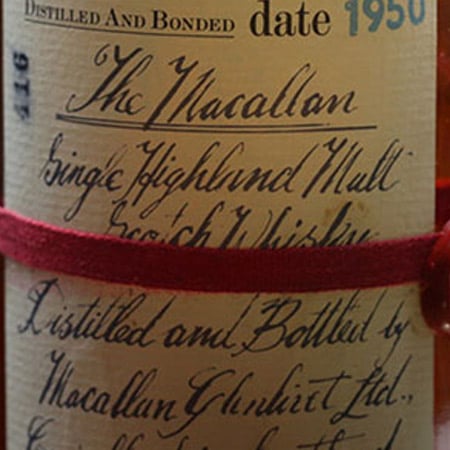 Distilled And Bonded date 1950
416
The Macallan
Single Highland Malt
Scotch Whisky
Distilled and Bottled by
Macallan Glenlivet Ltd.,